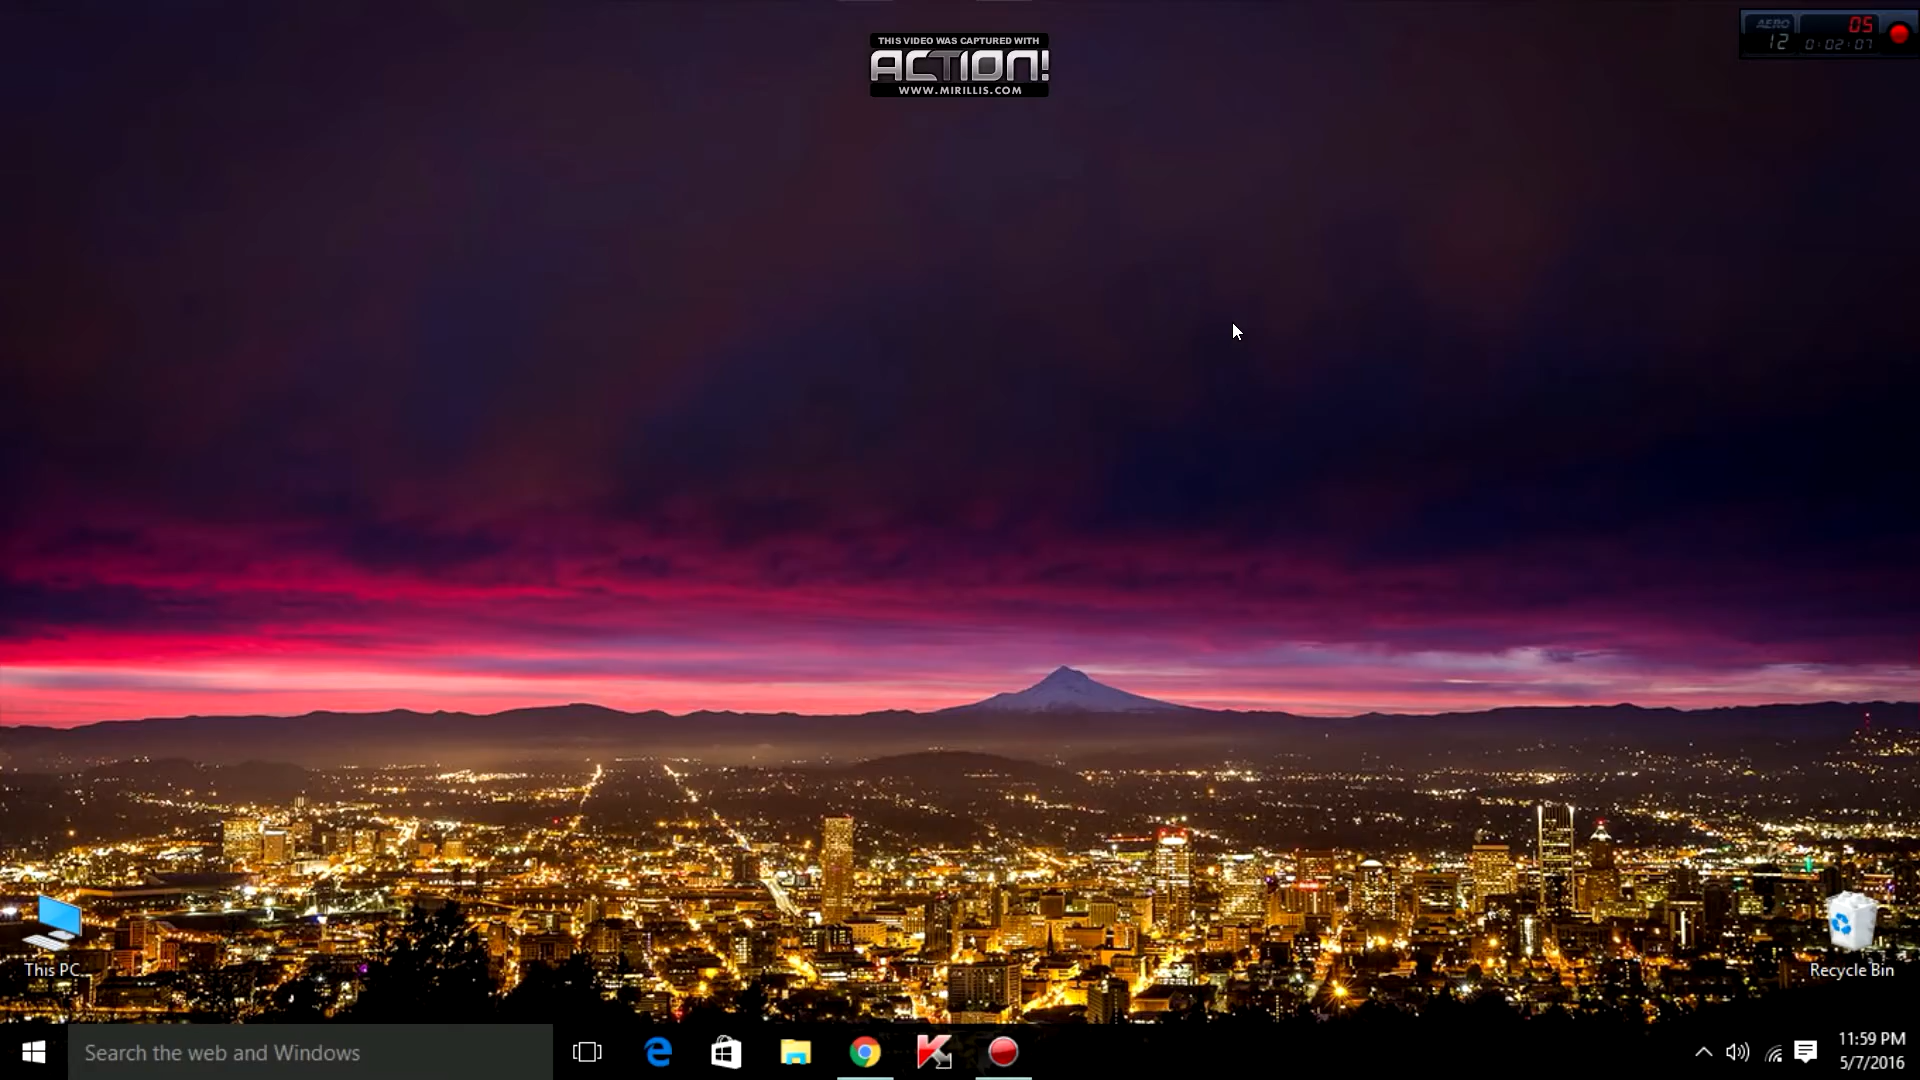 THIS VIDEO WAS CAPTURED WITH
ACTION!
WWW.MIRILLIS.COM
AERO
05
12
0:02:07
This PC
Recycle Bin
Search the web and Windows
11:59 PM
5/7/2016